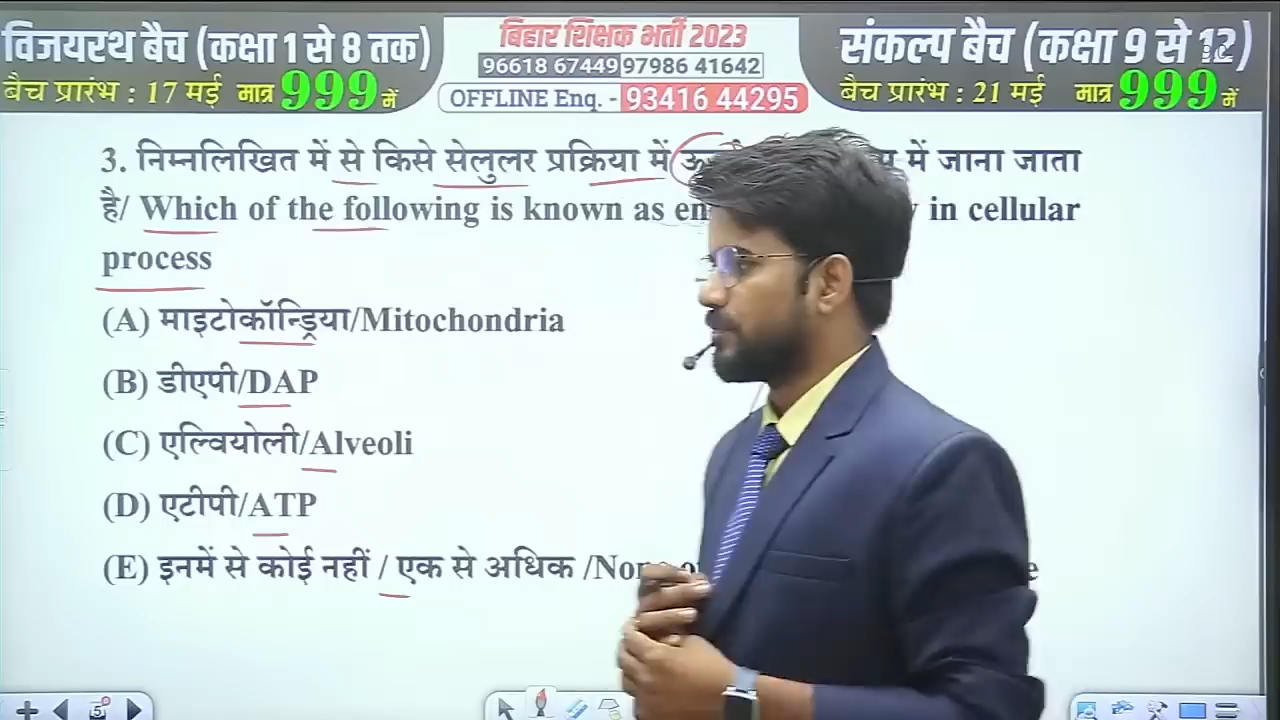 विजयरथ बैच (कक्षा 1 से 8 तक)
बैच प्रारंभ : 17 मई मात्र 999 में
बिहार शिक्षक भर्ती 2023
96618 67449 97986 41642
OFFLINE Enq. - 93416 44295
संकल्प बैच (कक्षा 9 से 12)
बैच प्रारंभ : 21 मई मात्र 999 में
3. निम्नलिखित में से किसे सेलुलर प्रक्रिया में में जाना जाता
है/ Which of the following is known as in cellular
process
(A) माइटोकॉन्ड्रिया/Mitochondria
(B) डीएपी/DAP
(C) एल्वियोली/Alveoli
(D) एटीपी/ATP
(E) इनमें से कोई नहीं / एक से अधिक